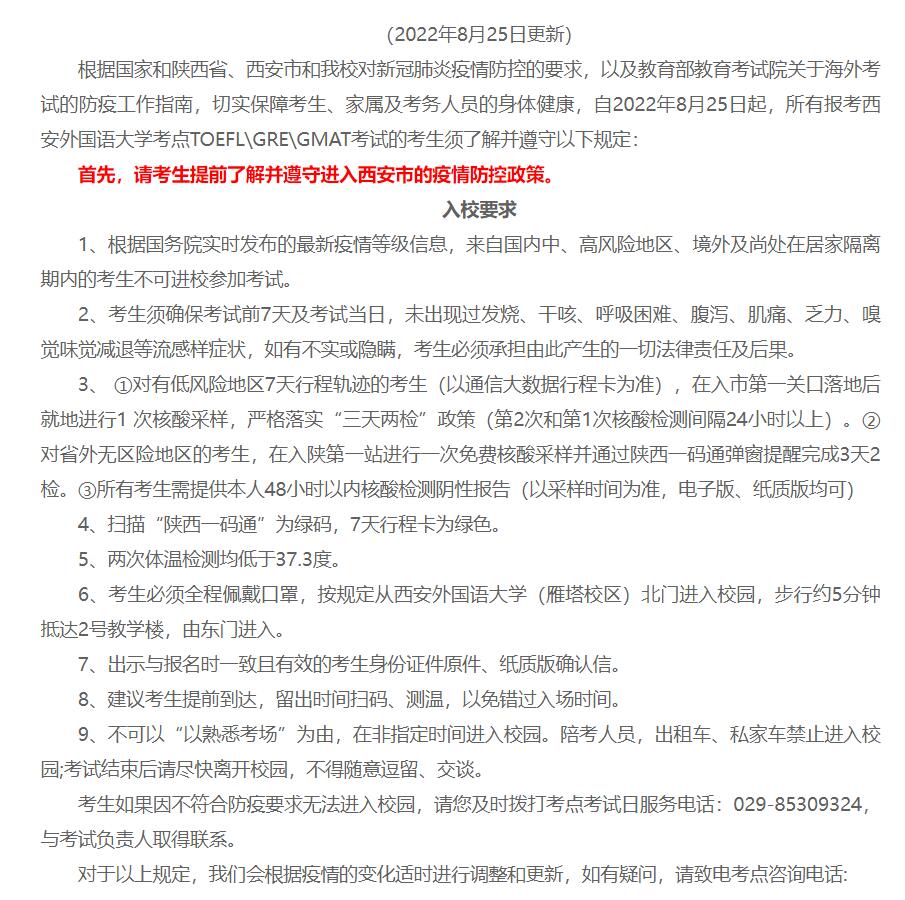 （2022年8月25日更新）
根据国家和陕西省、西安市和我校对新冠肺炎疫情防控的要求，以及教育部教育考试院关于海外考
试的防疫工作指南，切实保障考生、家属及考务人员的身体健康，自2022年8月25日起，所有报考西
安外国语大学考点TOEFL\GRE\GMAT考试的考生须了解并遵守以下规定：
首先，请考生提前了解并遵守进入西安市的疫情防控政策。
入校要求
1、根据国务院实时发布的最新疫情等级信息，来自国内中、高风险地区、境外及尚处在居家隔离
期内的考生不可进校参加考试。
2、考生须确保考试前7天及考试当日，未出现过发烧、干咳、呼吸困难、腹泻、肌痛、乏力、嗅
觉味觉减退等流感样症状，如有不实或隐瞒，考生必须承担由此产生的一切法律责任及后果。
3、 ①对有低风险地区7天行程轨迹的考生（以通信大数据行程卡为准），在入市第一关口落地后
就地进行1 次核酸采样，严格落实“三天两检”政策（第2次和第1次核酸检测间隔24小时以上）。②
对省外无区险地区的考生，在入陕第一站进行一次免费核酸采样并通过陕西一码通弹窗提醒完成3天2
检。③所有考生需提供本人48小时以内核酸检测阴性报告（以采样时间为准，电子版、纸质版均可）
4、扫描“陕西一码通”为绿码，7天行程卡为绿色。
5、两次体温检测均低于37.3度。
6、考生必须全程佩戴口罩，按规定从西安外国语大学（雁塔校区）北门进入校园，步行约5分钟
抵达2号教学楼，由东门进入。
7、出示与报名时一致且有效的考生身份证件原件、纸质版确认信。
8、建议考生提前到达，留出时间扫码、测温，以免错过入场时间。
9、不可以“以熟悉考场”为由，在非指定时间进入校园。陪考人员，出租车、私家车禁止进入校
园;考试结束后请尽快离开校园，不得随意逗留、交谈。
考生如果因不符合防疫要求无法进入校园，请您及时拨打考点考试日服务电话：029-85309324，
与考试负责人取得联系。
对于以上规定，我们会根据疫情的变化适时进行调整和更新，如有疑问，请致电考点咨询电话: